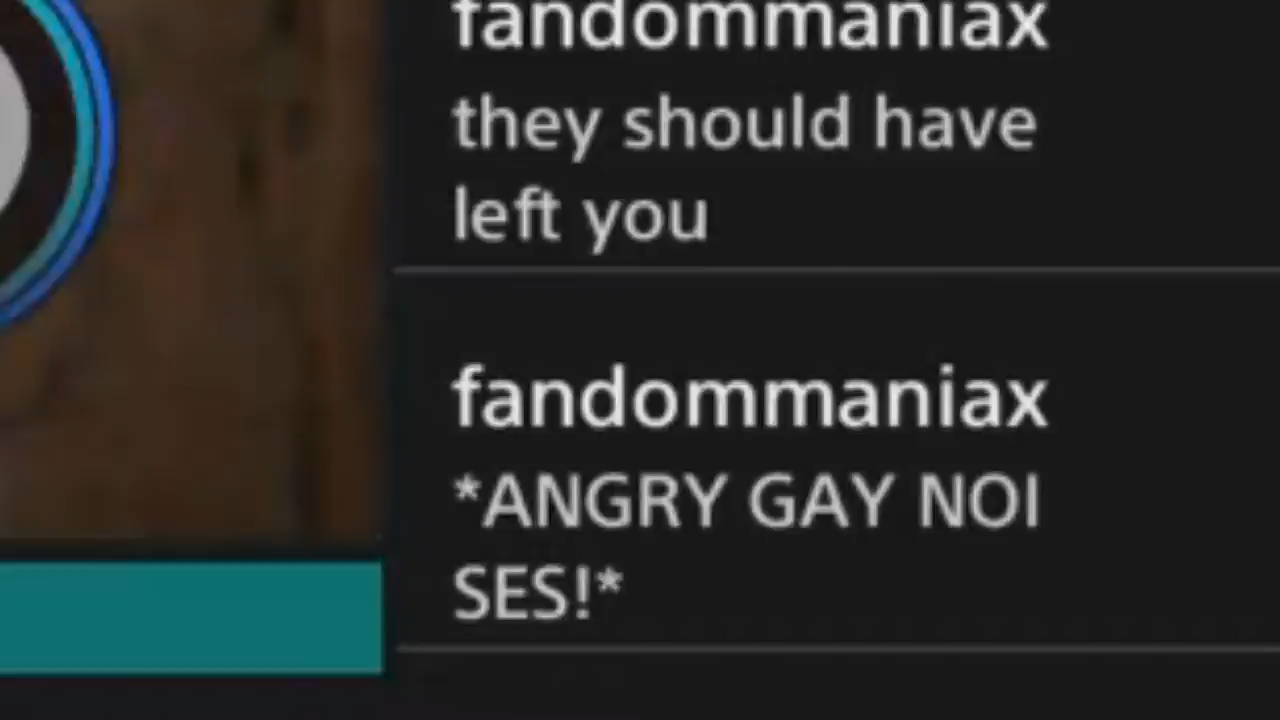 fandommaniax
they should have
left you
fandommaniax
*ANGRY GAY NOI
SES!*